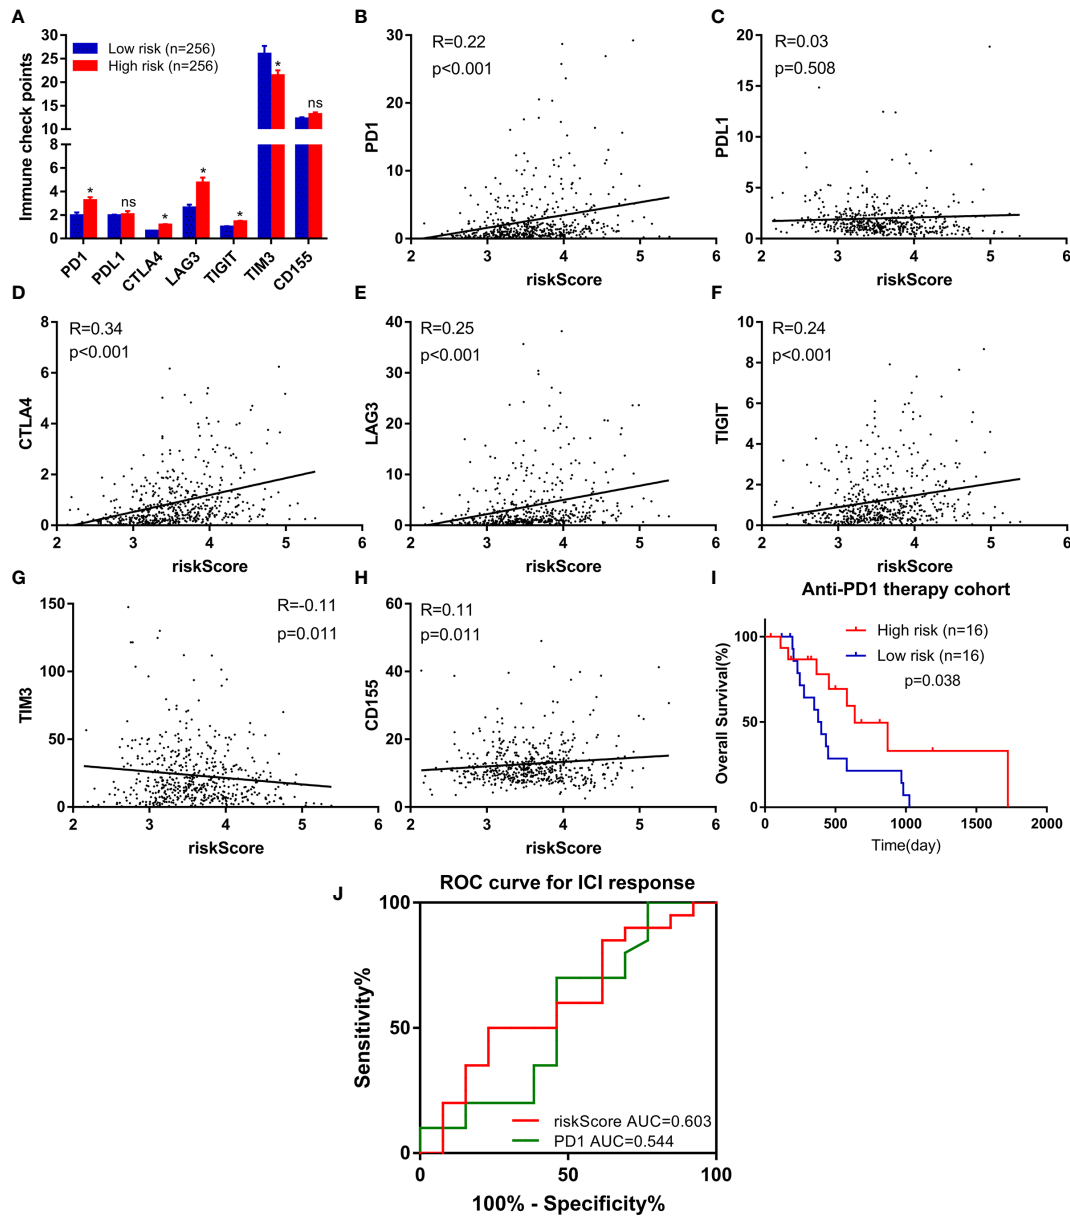 A
Immune check points
30
25
20
15
10
8
6
4
2
0
Low risk (n=256)
High risk (n=256)
*
ns
*
*
*
*
ns
PD1
PDL1
CTLA4
LAG3
TIGIT
TIM3
CD155
B
R=0.22
p<0.001
PD1
30
20
10
0
2 3 4 5 6
riskScore
C
R=0.03
p=0.508
PDL1
20
15
10
5
0
2 3 4 5 6
riskScore
D
R=0.34
p<0.001
CTLA4
8
6
4
2
0
2 3 4 5 6
riskScore
E
R=0.25
p<0.001
LAG3
40
30
20
10
0
2 3 4 5 6
riskScore
F
R=0.24
p<0.001
TIGIT
10
8
6
4
2
0
2 3 4 5 6
riskScore
G
R=-0.11
p=0.011
TIM3
150
100
50
0
2 3 4 5 6
riskScore
H
R=0.11
p=0.011
CD155
60
40
20
0
2 3 4 5 6
riskScore
I
Anti-PD1 therapy cohort
High risk (n=16)
Low risk (n=16)
p=0.038
Overall Survival(%)
100
50
0
0 500 1000 1500 2000
Time(day)
J
ROC curve for ICI response
Sensitivity%
100
50
0
riskScore AUC=0.603
PD1 AUC=0.544
0 50 100
100% - Specificity%